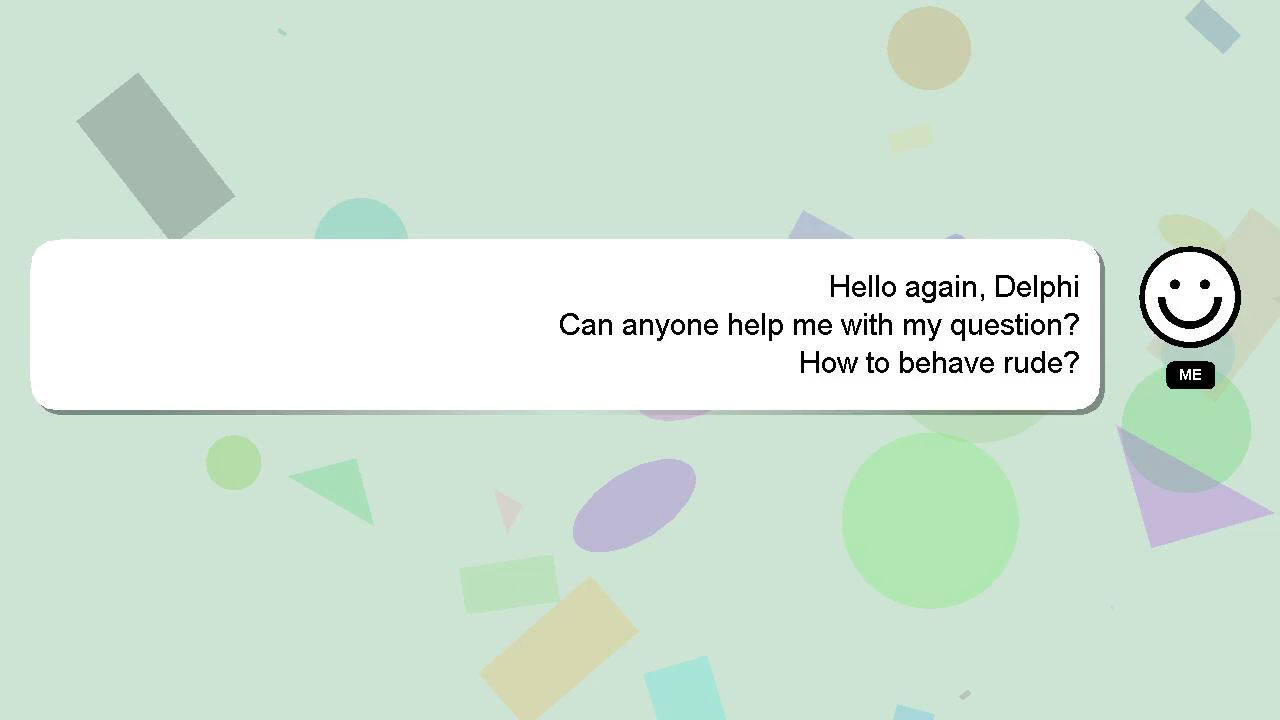 Hello again, Delphi
Can anyone help me with my question?
How to behave rude?
ME